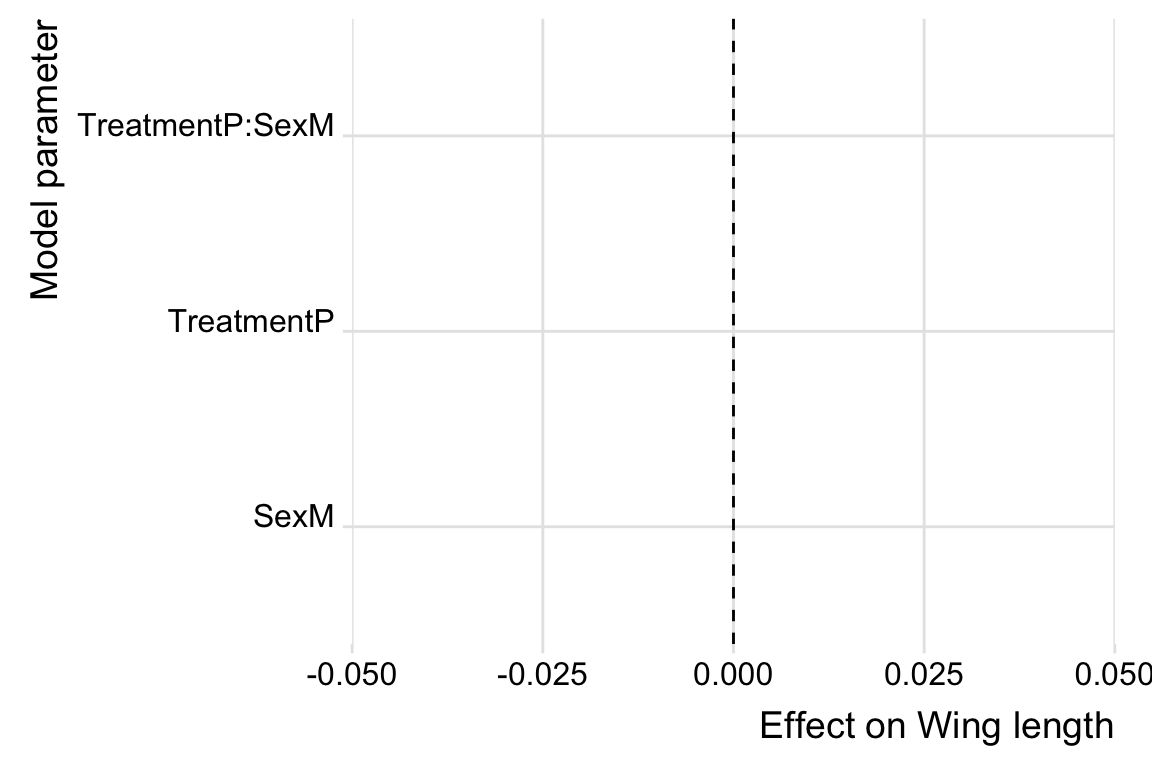 Model parameter
TreatmentP:SexM
TreatmentP
SexM
-0.050 -0.025 0.000 0.025 0.050
Effect on Wing length